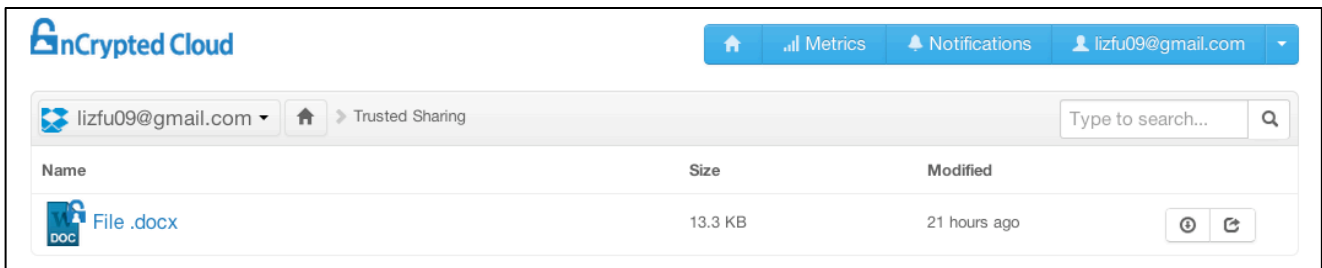 nCrypted Cloud
Metrics Notifications lizfu09@gmail.com
lizfu09@gmail.com Trusted Sharing Type to search...
Name Size Modified
W DOC File .docx 13.3 KB 21 hours ago